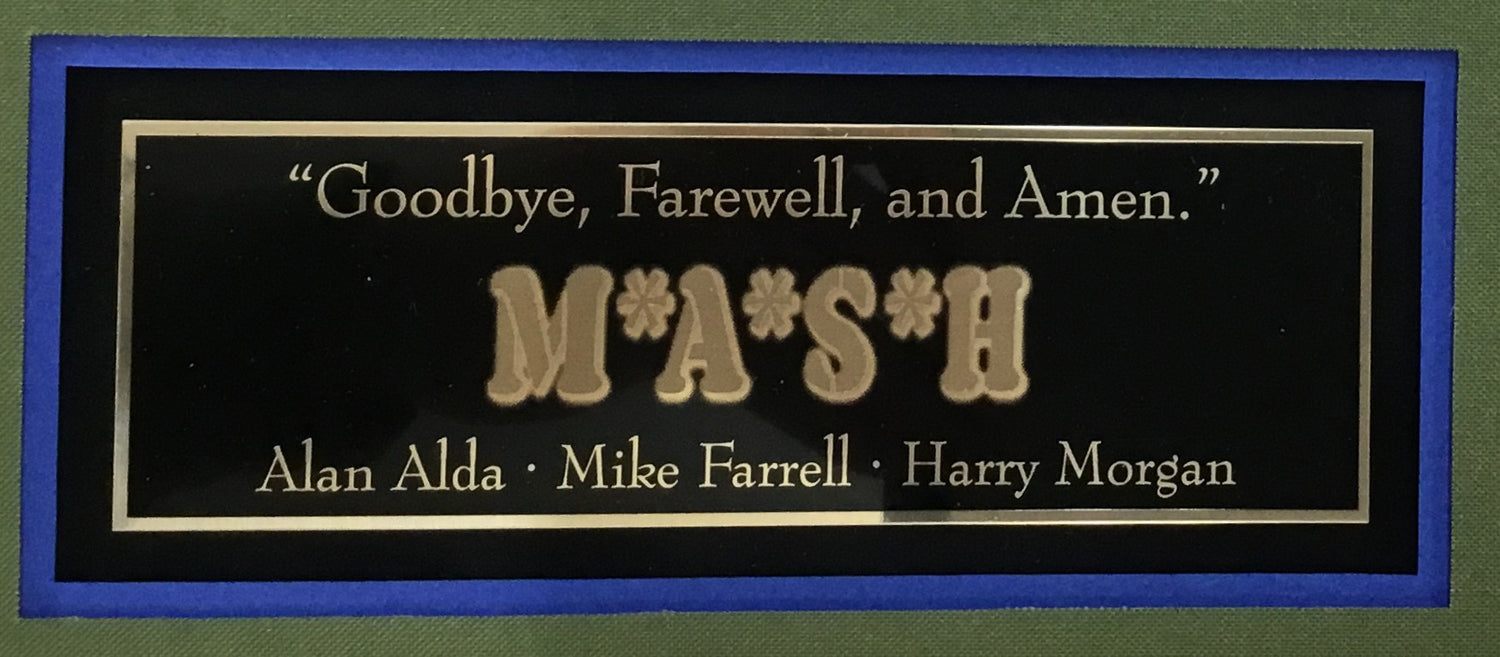 “Goodbye, Farewell, and Amen.”
M*A*S*H
Alan Alda · Mike Farrell · Harry Morgan